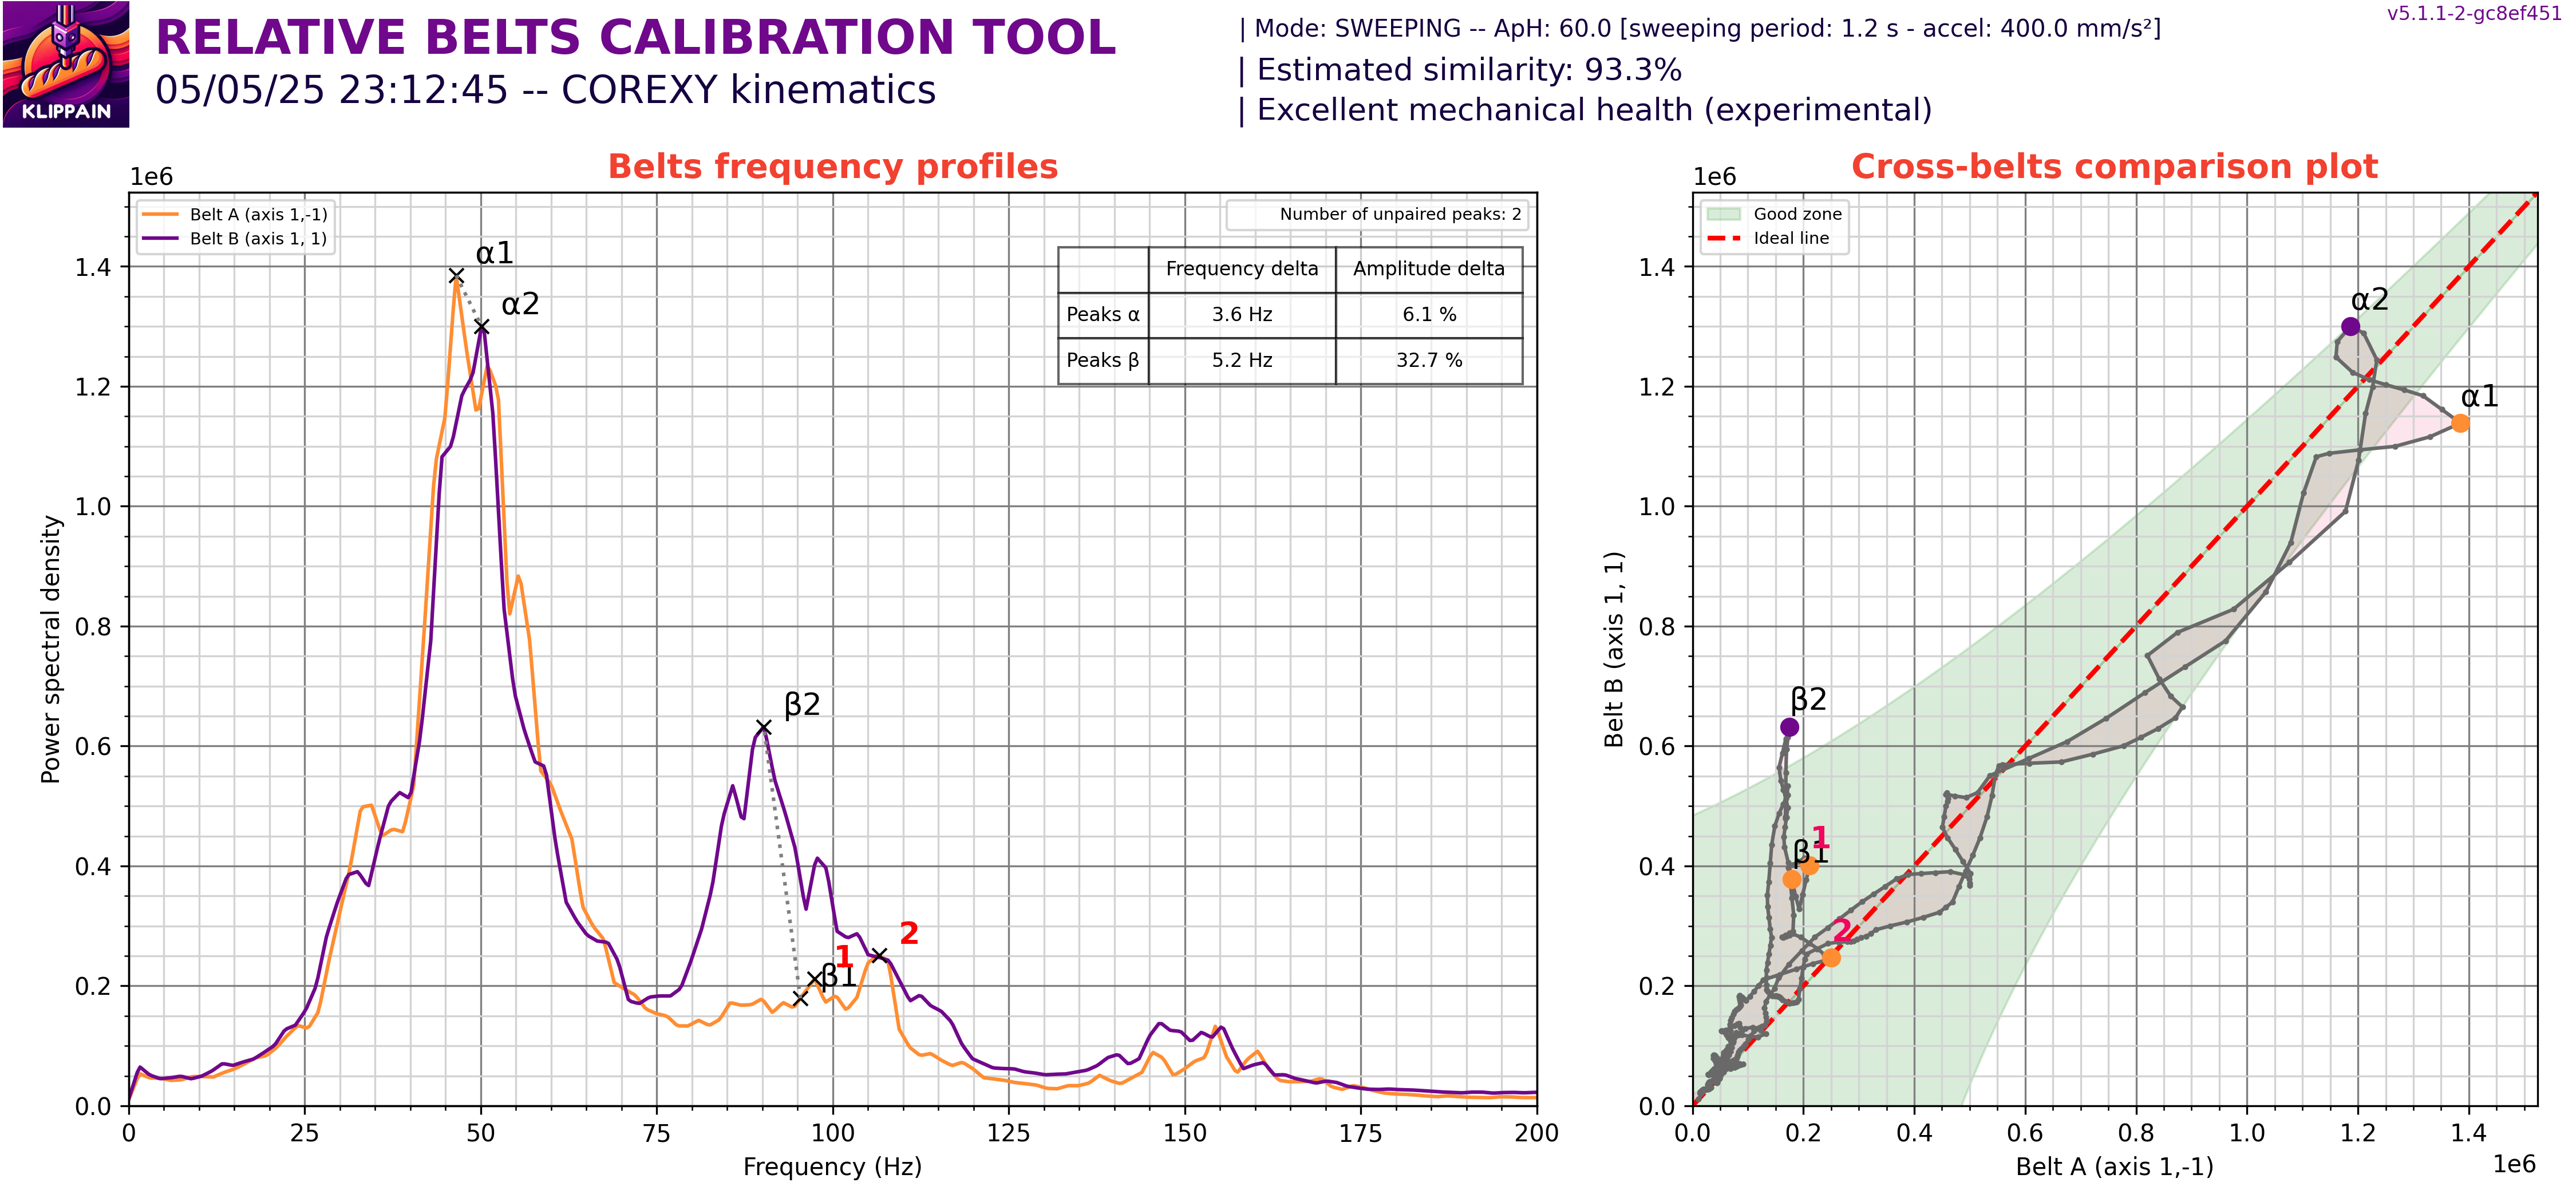 KLIPPAIN
RELATIVE BELTS CALIBRATION TOOL
05/05/25 23:12:45 -- COREXY kinematics
| Mode: SWEEPING -- ApH: 60.0 [sweeping period: 1.2 s - accel: 400.0 mm/s²]
| Estimated similarity: 93.3%
| Excellent mechanical health (experimental)
v5.1.1-2-gc8ef451
Belts frequency profiles
1e6
Belt A (axis 1,-1)
Belt B (axis 1, 1)
Number of unpaired peaks: 2
Frequency delta Amplitude delta
Peaks α 3.6 Hz 6.1 %
Peaks β 5.2 Hz 32.7 %
α1
α2
β2
2
1
β1
Power spectral density
1.4
1.2
1.0
0.8
0.6
0.4
0.2
0.0
0 25 50 75 100 125 150 175 200
Frequency (Hz)
Cross-belts comparison plot
1e6
Good zone
Ideal line
α2
α1
β2
1
β1
2
Belt B (axis 1, 1)
1.4
1.2
1.0
0.8
0.6
0.4
0.2
0.0
0.0 0.2 0.4 0.6 0.8 1.0 1.2 1.4
Belt A (axis 1,-1)
1e6